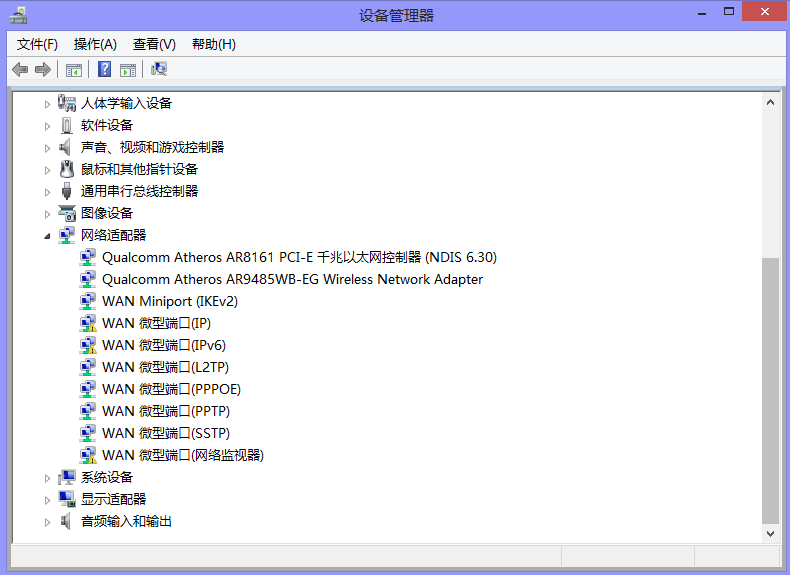 设备管理器
文件(F) 操作(A) 查看(V) 帮助(H)
人体学输入设备
软件设备
声音、视频和游戏控制器
鼠标和其他指针设备
通用串行总线控制器
图像设备
网络适配器
Qualcomm Atheros AR8161 PCI-E 千兆以太网控制器 (NDIS 6.30)
Qualcomm Atheros AR9485WB-EG Wireless Network Adapter
WAN Miniport (IKEv2)
WAN 微型端口(IP)
WAN 微型端口(IPv6)
WAN 微型端口(L2TP)
WAN 微型端口(PPPOE)
WAN 微型端口(PPTP)
WAN 微型端口(SSTP)
WAN 微型端口(网络监视器)
系统设备
显示适配器
音频输入和输出